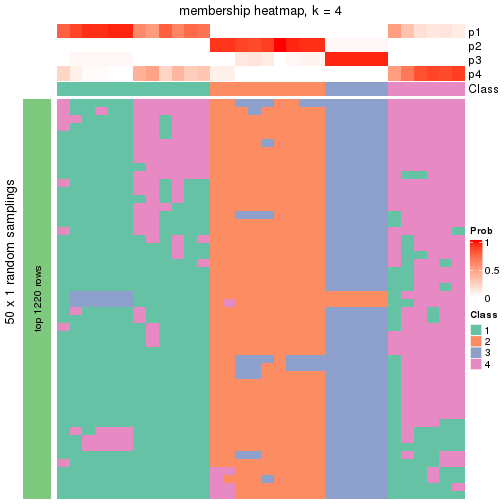 membership heatmap, k = 4
p1
p2
p3
p4
Class
50 x 1 random samplings
top 1220 rows
Prob
1
0.5
0
Class
1
2
3
4